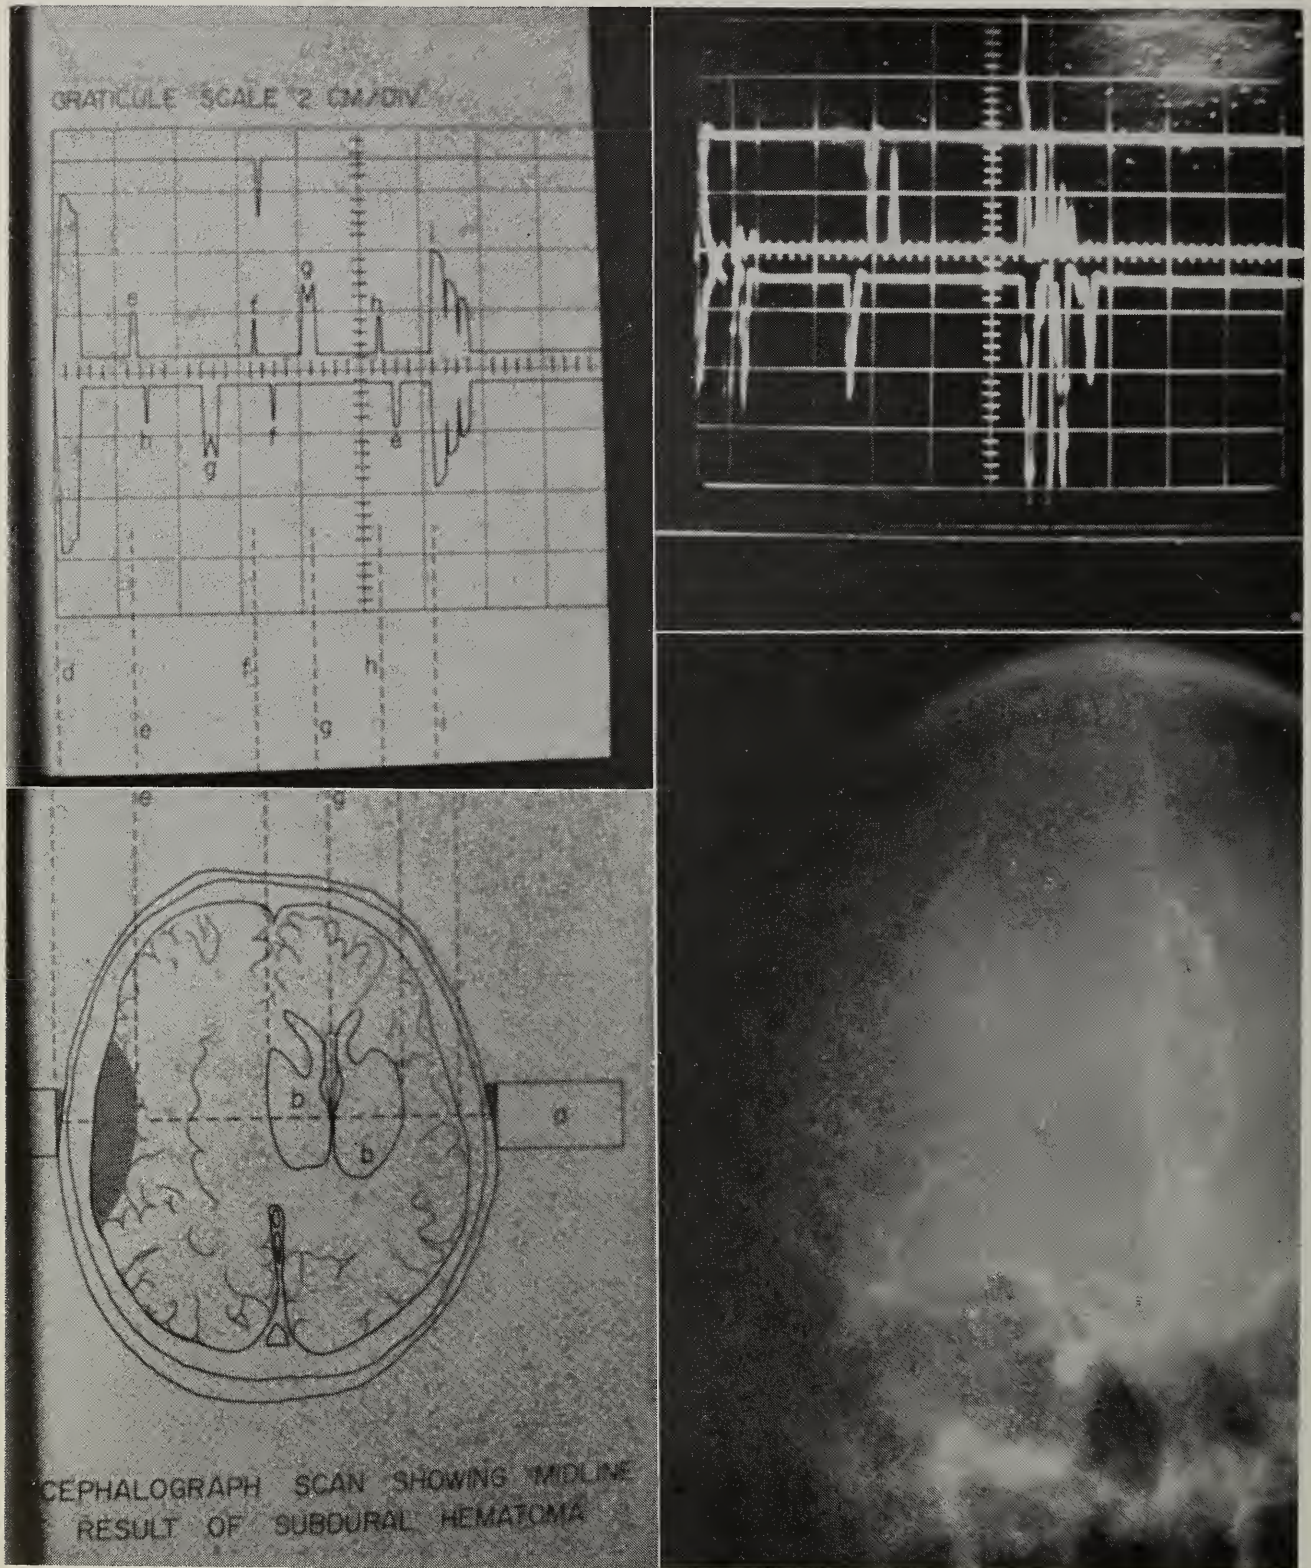 GRATICULE SCALE 2 CM/DIV.
e
f
g
M
h
f
e
M
g
d
f
h
e
g
e
g
b
b
a
CEPHALOGRAPH SCAN SHOWING MIDLINE
RESULT OF SUBDURAL HEMATOMA